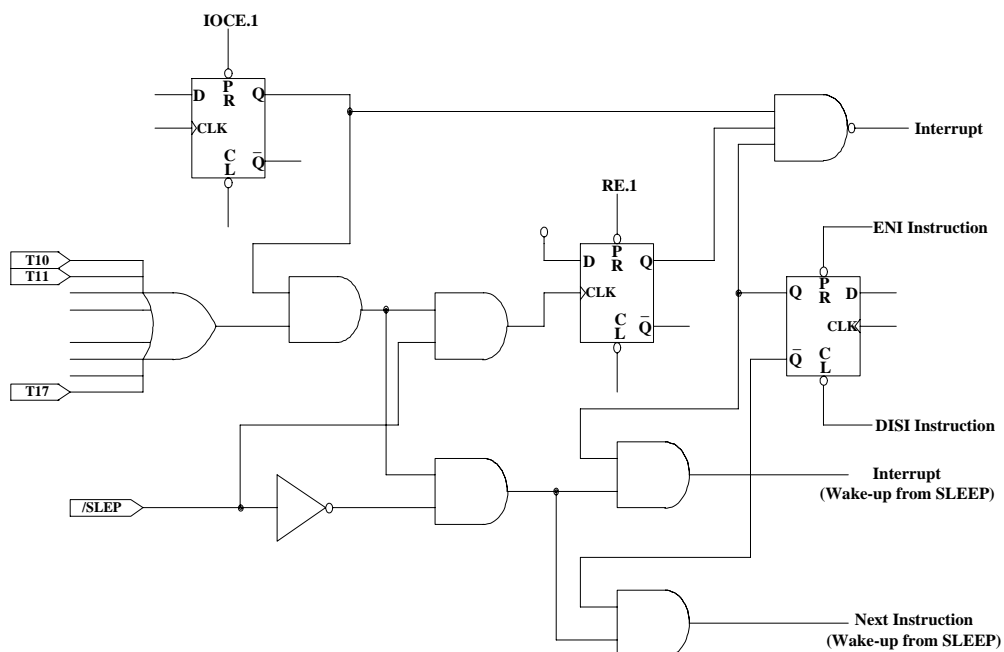 IOCE.1
D
P
R
Q
CLK
C
L
Q
Interrupt
RE.1
ENI Instruction
T10
T11
D
P
R
Q
CLK
C
L
Q
Q
P
R
D
CLK
Q
C
L
T17
DISI Instruction
Interrupt
(Wake-up from SLEEP)
/SLEP
Next Instruction
(Wake-up from SLEEP)